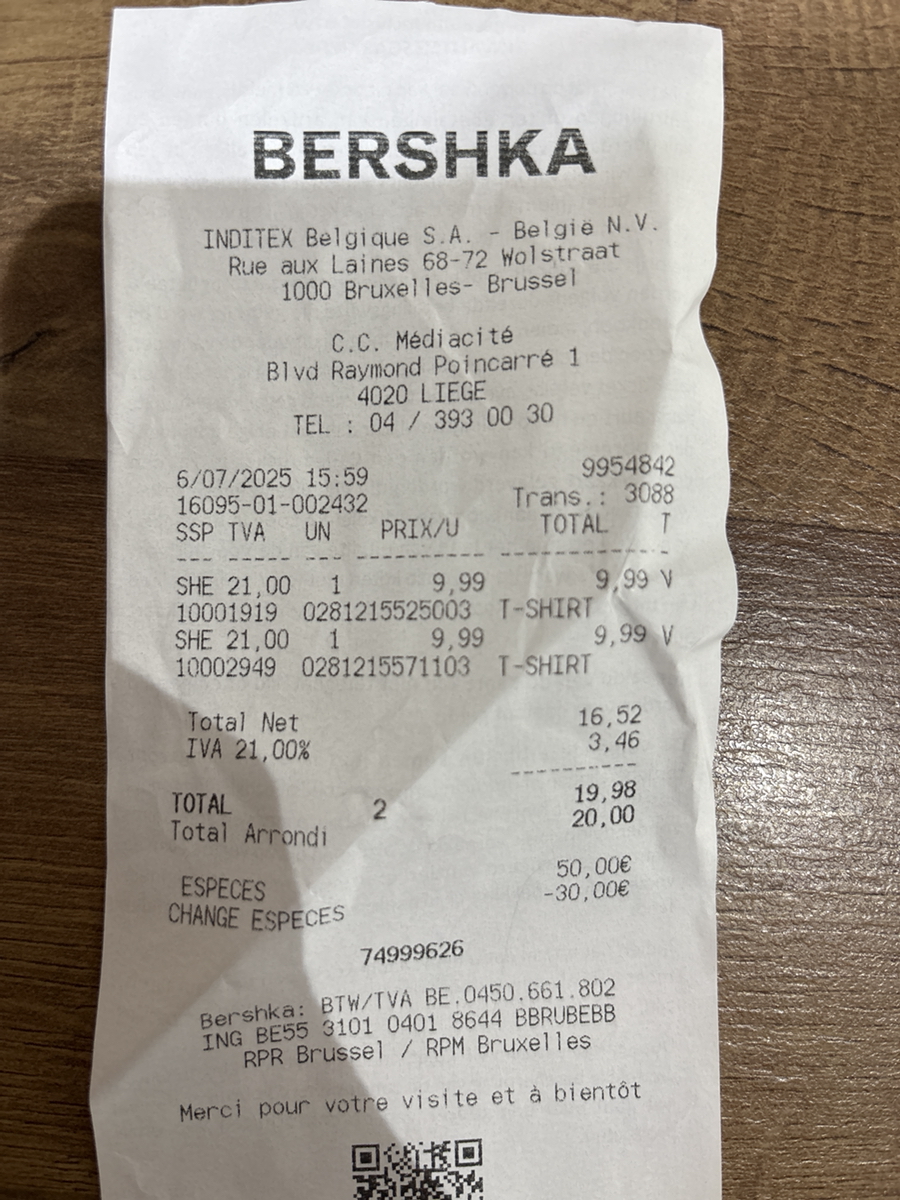 BERSHKA
INDITEX Belgique S.A. - België N.V.
Rue aux Laines 68-72 Wolstraat
1000 Bruxelles- Brussel
C.C. Médiacité
Blvd Raymond Poincarré 1
4020 LIEGE
TEL : 04 / 393 00 30
6/07/2025 15:59 9954842
16095-01-002432 Trans.: 3088
SSP TVA UN PRIX/U TOTAL T
--- ---- --- ---------- -------------
SHE 21,00 1 9,99 9,99 V
10001919 0281215525003 T-SHIRT
SHE 21,00 1 9,99 9,99 V
10002949 0281215571103 T-SHIRT
Total Net 16,52
IVA 21,00% 3,46
----------
TOTAL 2 19,98
Total Arrondi 20,00
ESPECES 50,00€
CHANGE ESPECES -30,00€
74999626
Bershka: BTW/TVA BE.0450.661.802
ING BE55 3101 0401 8644 BBRUBEBB
RPR Brussel / RPM Bruxelles
Merci pour votre visite et à bientôt